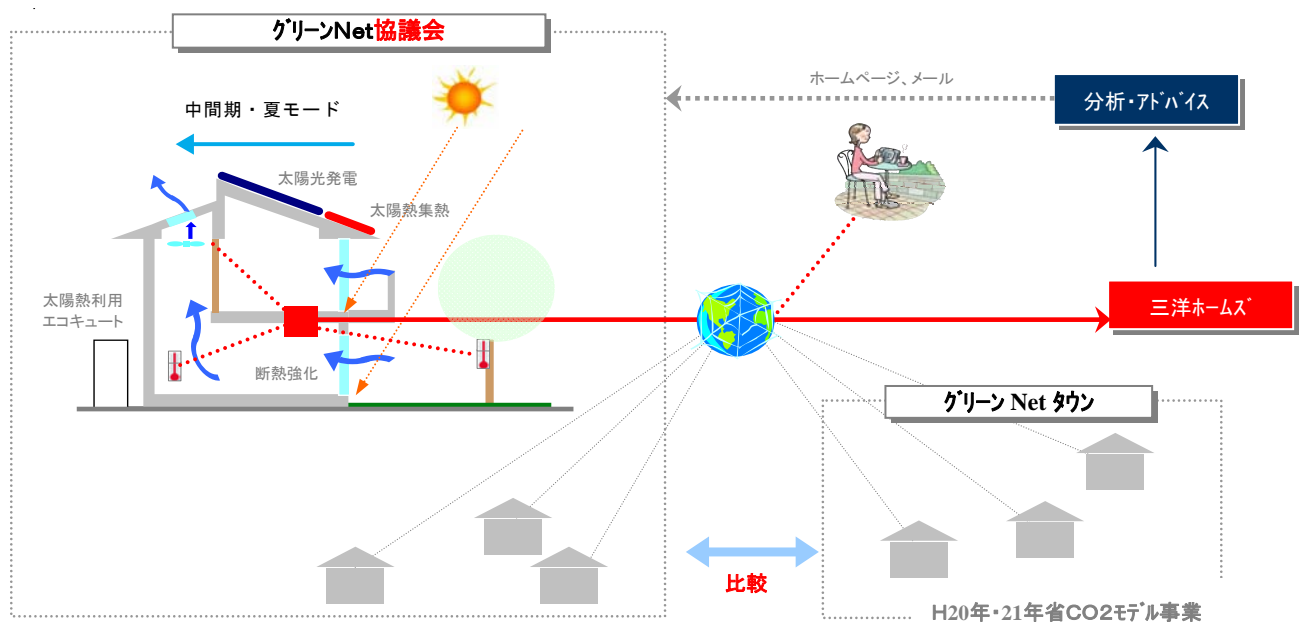 グリーンNet協議会
ホームページ、メール
分析・アドバイス
中間期・夏モード
太陽光発電
太陽熱集熱
太陽熱利用
エコキュート
断熱強化
三洋ホームズ
グリーン Net タウン
比較
H20年・21年省CO2モデル事業